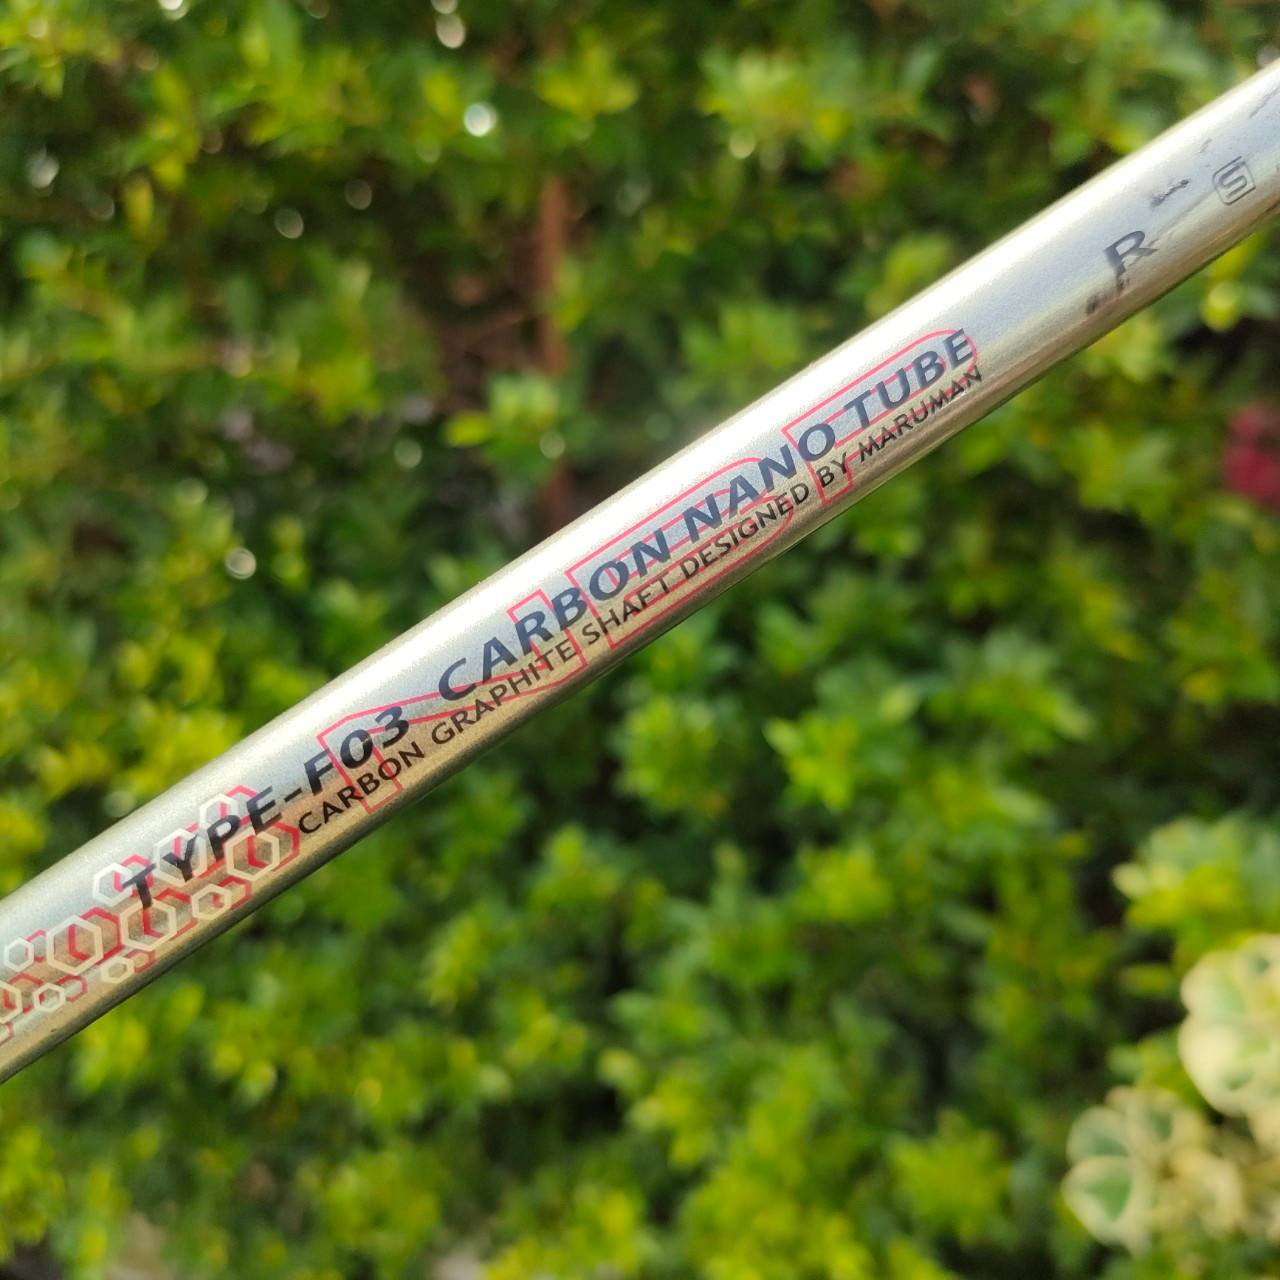 TYPE-F03 CARBON NANO TUBE
CARBON GRAPHITE SHAFT DESIGNED BY MARUMAN
R
S